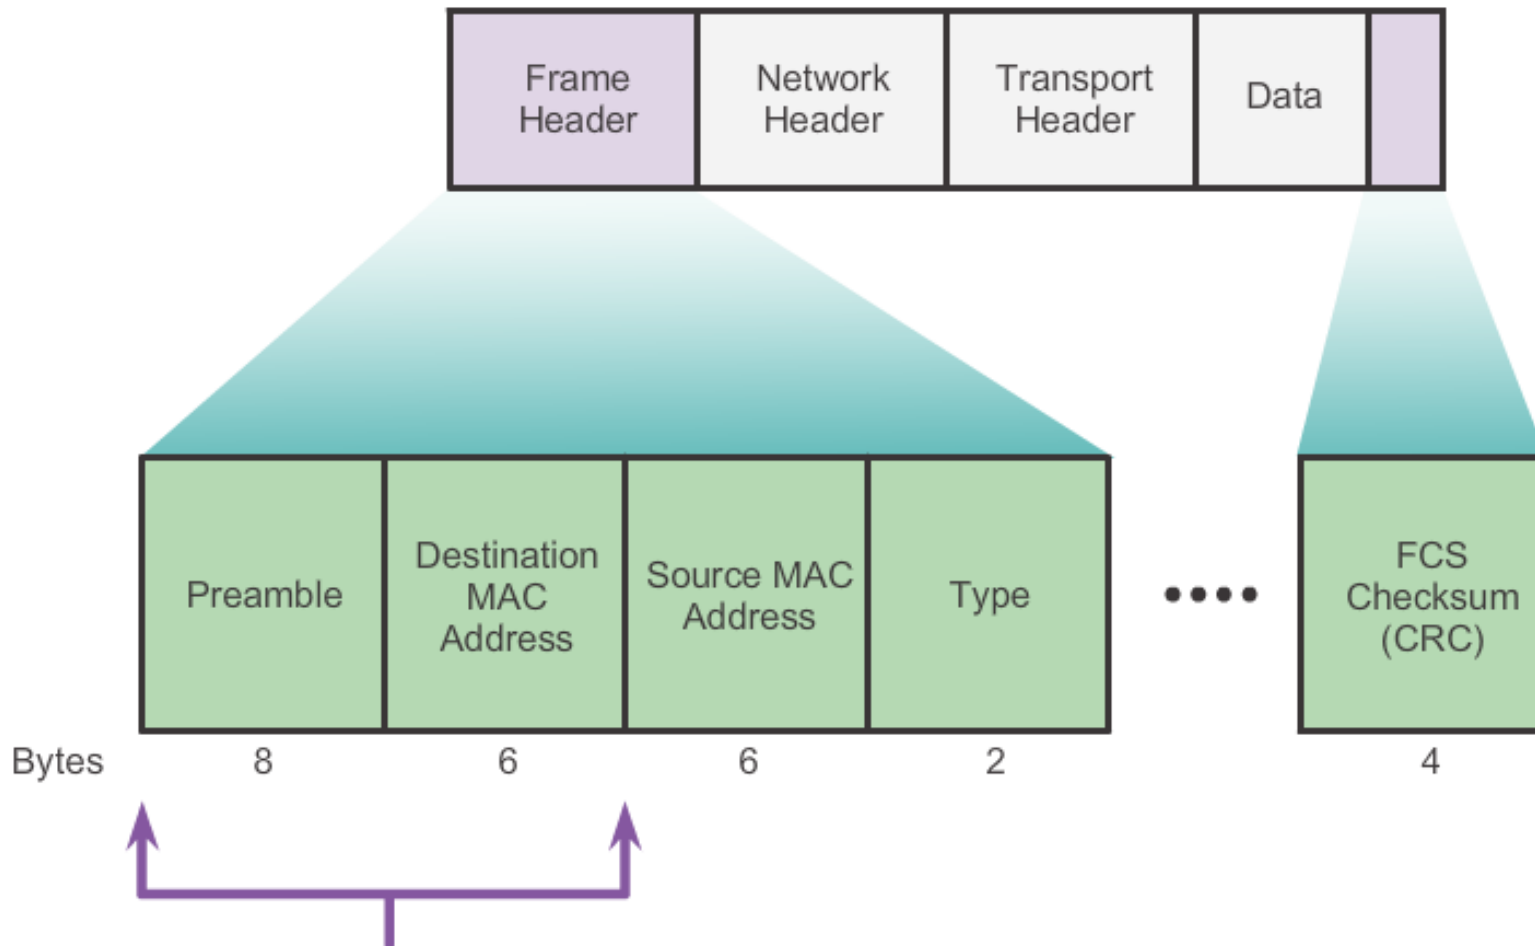 Frame
Header
Network
Header
Transport
Header
Data
Preamble
Destination
MAC
Address
Source MAC
Address
Type
FCS
Checksum
(CRC)
Bytes
8
6
6
2
4